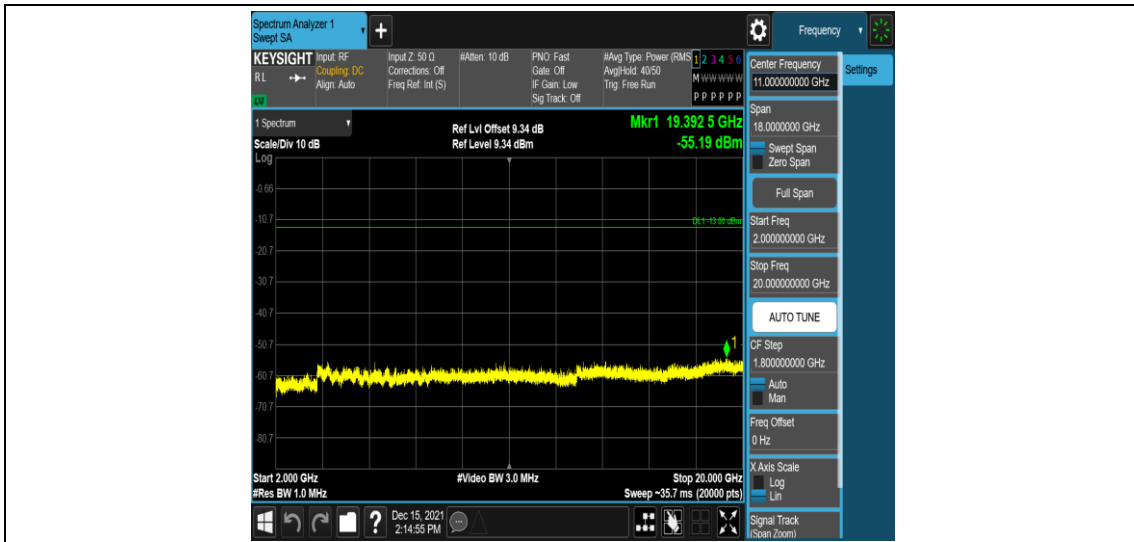 Spectrum Analyzer 1
Swept SA
Frequency
KEYSIGHT
RL
LXI
Input: RF
Coupling: DC
Align: Auto
Input Z: 50 Ω
Corrections: Off
Freq Ref: Int (S)
#Atten: 10 dB
PNO: Fast
Gate: Off
IF Gain: Low
Sig Track: Off
#Avg Type: Power (RMS
Avg|Hold: 40/50
Trig: Free Run
1 2 3 4 5 6
M W W W W W
P P P P P P
1 Spectrum
Scale/Div 10 dB
Ref Lvl Offset 9.34 dB
Ref Level 9.34 dBm
Mkr1 19.392 5 GHz
-55.19 dBm
Log
-0.66
-10.7
DL1 -13.00 dBm
-20.7
-30.7
-40.7
-50.7
1
-60.7
-70.7
-80.7
Start 2.000 GHz
#Res BW 1.0 MHz
#Video BW 3.0 MHz
Stop 20.000 GHz
Sweep ~35.7 ms (20000 pts)
Dec 15, 2021
2:14:55 PM
Center Frequency
11.000000000 GHz
Settings
Span
18.0000000 GHz
Swept Span
Zero Span
Full Span
Start Freq
2.000000000 GHz
Stop Freq
20.000000000 GHz
AUTO TUNE
CF Step
1.800000000 GHz
Auto
Man
Freq Offset
0 Hz
X Axis Scale
Log
Lin
Signal Track
(Span Zoom)